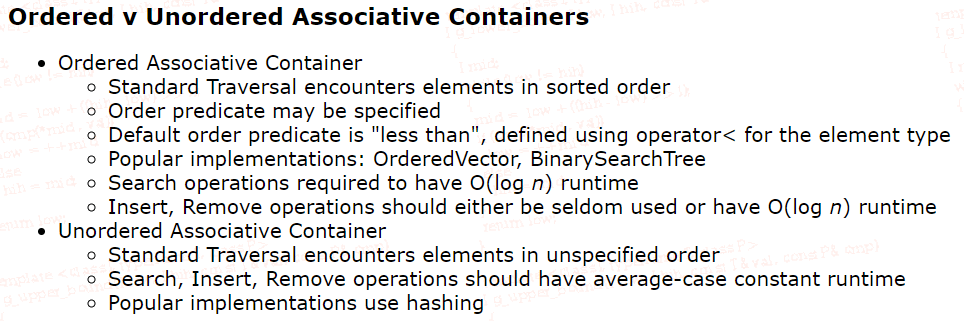 Ordered v Unordered Associative Containers
• Ordered Associative Container
○ Standard Traversal encounters elements in sorted order
○ Order predicate may be specified
○ Default order predicate is "less than", defined using operator< for the element type
○ Popular implementations: OrderedVector, BinarySearchTree
○ Search operations required to have O(log n) runtime
○ Insert, Remove operations should either be seldom used or have O(log n) runtime
• Unordered Associative Container
○ Standard Traversal encounters elements in unspecified order
○ Search, Insert, Remove operations should have average-case constant runtime
○ Popular implementations use hashing